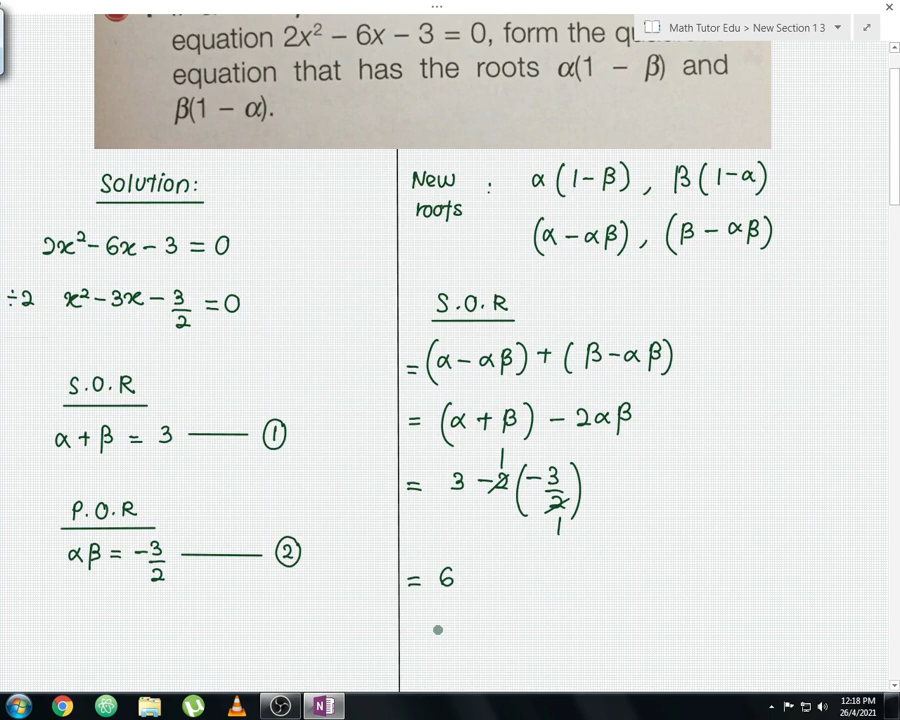 Math Tutor Edu > New Section 1 3
equation 2x² − 6x − 3 = 0, form the
equation that has the roots α(1 − β) and
β(1 − α).
Solution:
2x² − 6x − 3 = 0
÷2 x² − 3x − 3/2 = 0
S.O.R
α + β = 3 —— ①
P.O.R
αβ = −3/2 —— ②
New roots : α(1−β), β(1−α)
(α − αβ), (β − αβ)
S.O.R
= (α − αβ) + (β − αβ)
= (α + β) − 2αβ
1
= 3 − 2(−3/2)
1
= 6
12:18 PM
26/4/2021